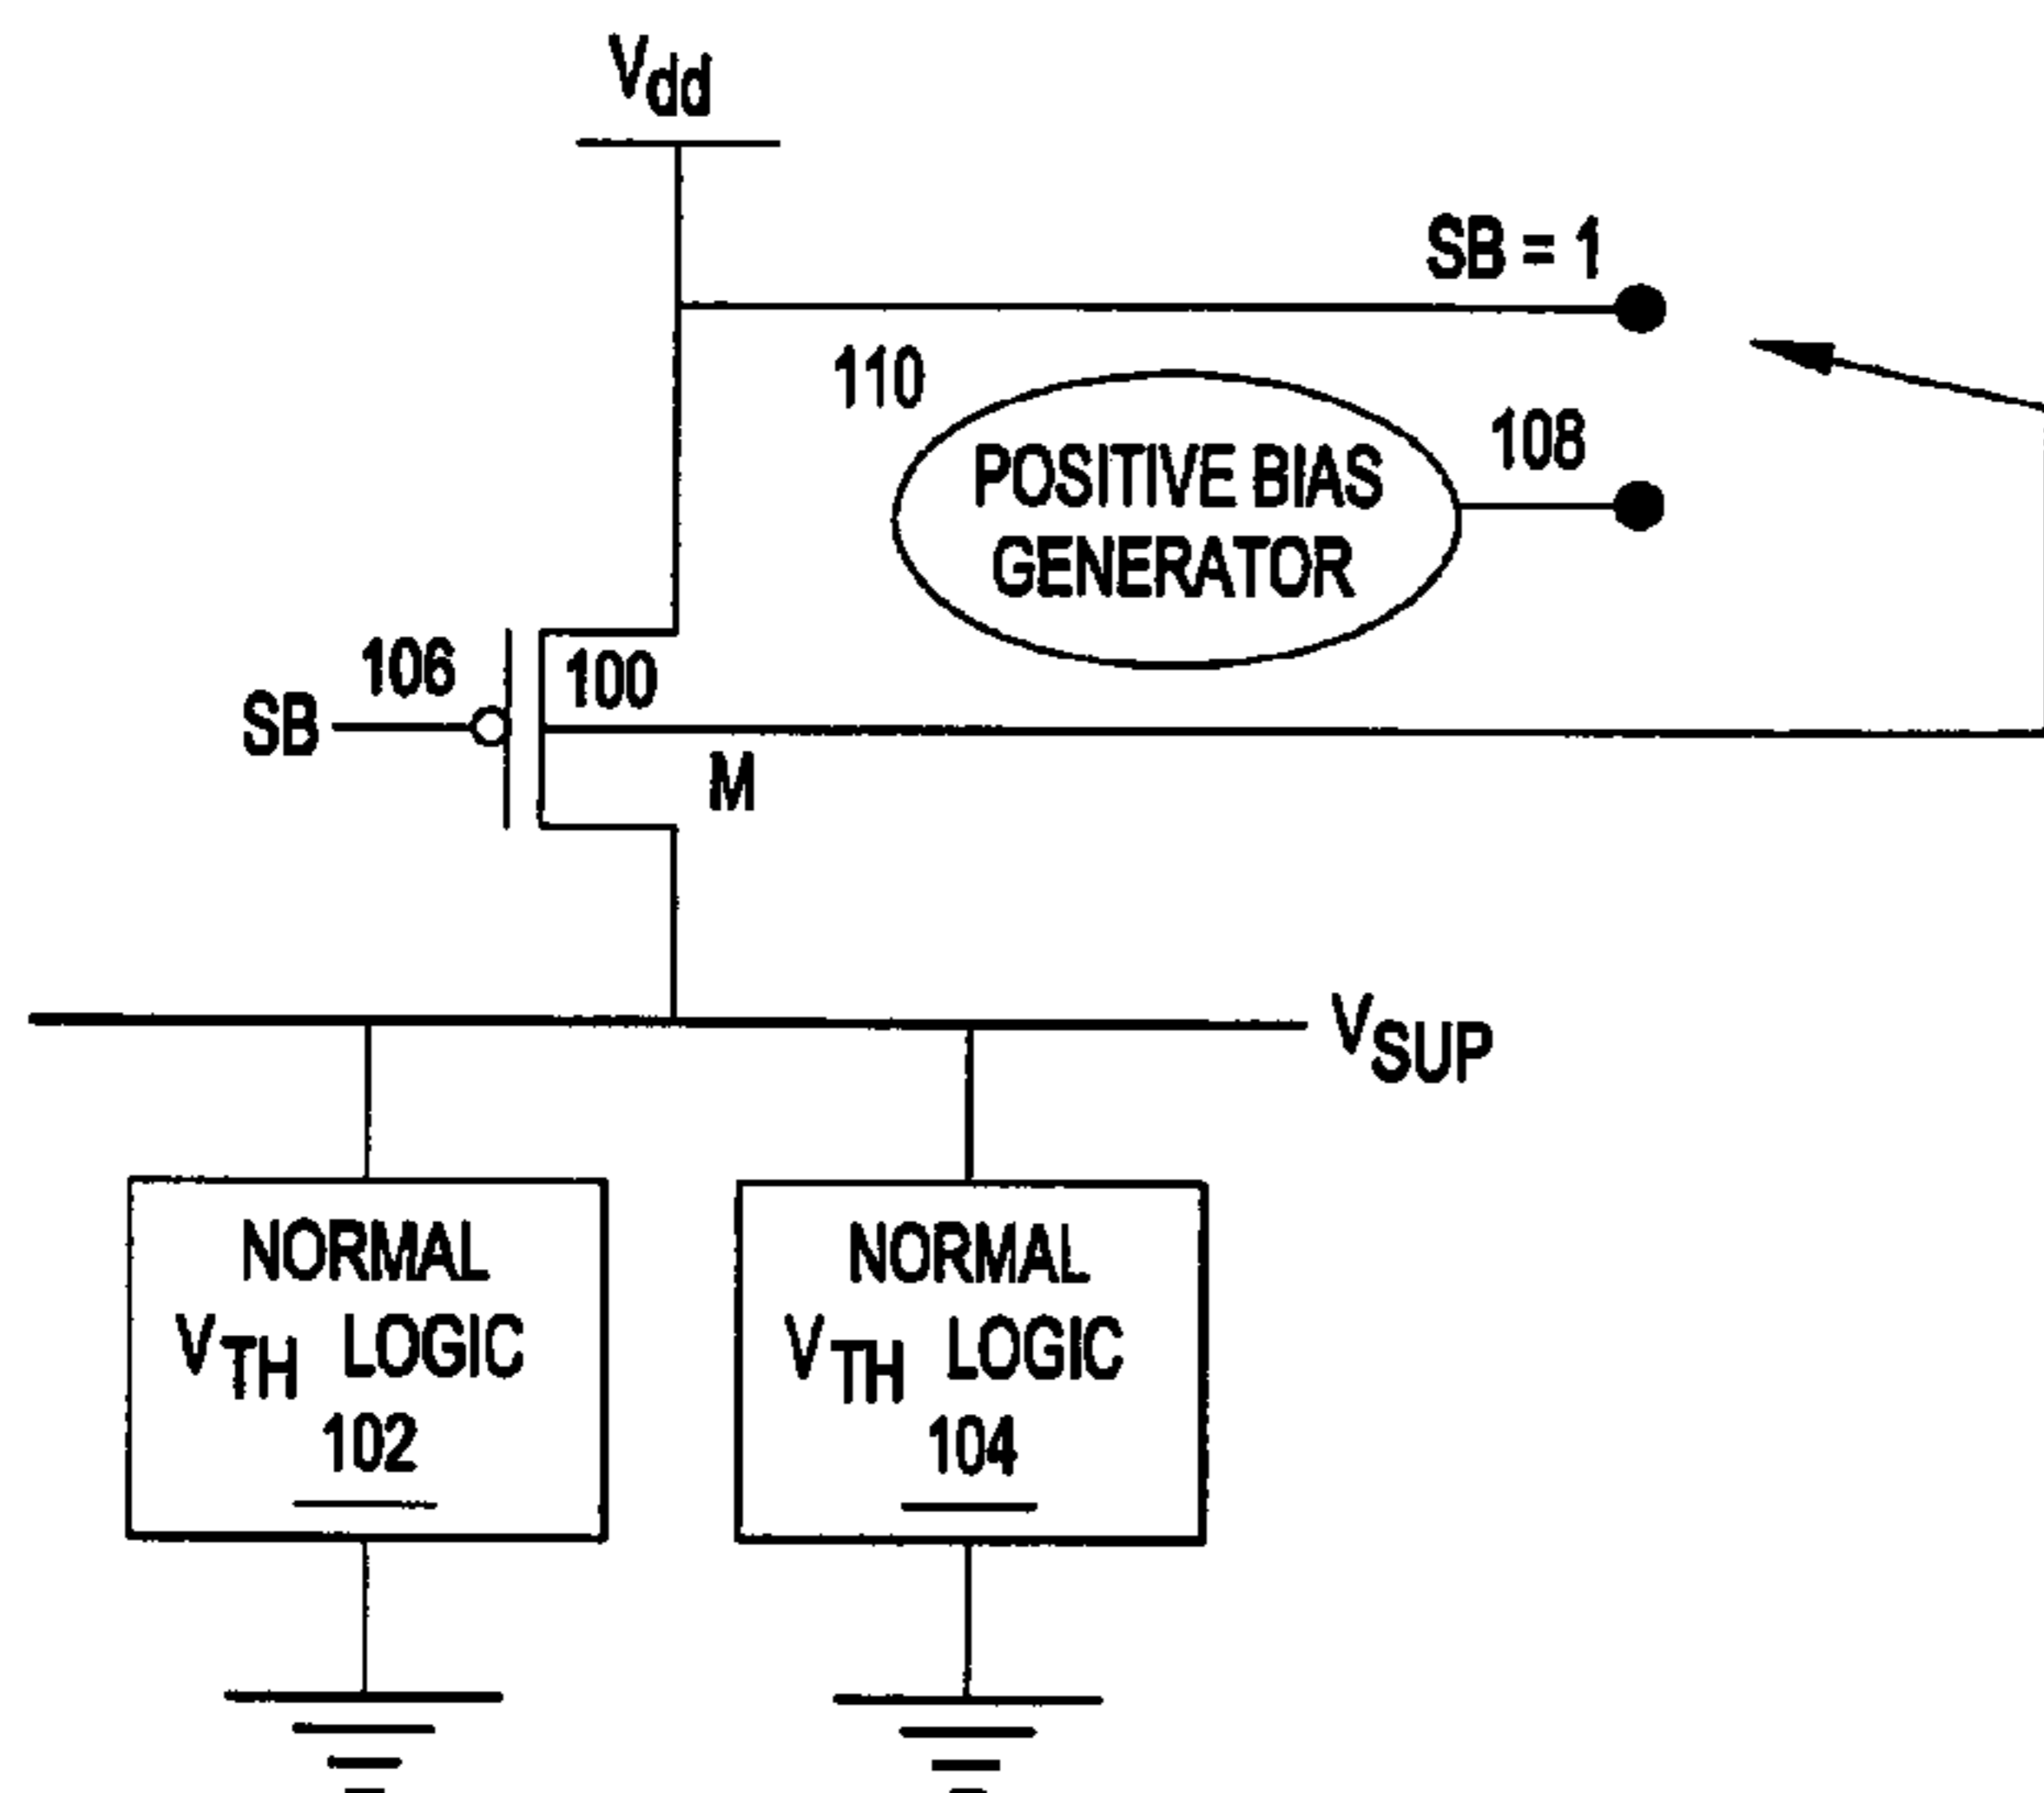 Vdd
SB = 1
110
108
POSITIVE BIAS
GENERATOR
106
100
SB
M
VSUP
NORMAL
VTH LOGIC
102
NORMAL
VTH LOGIC
104